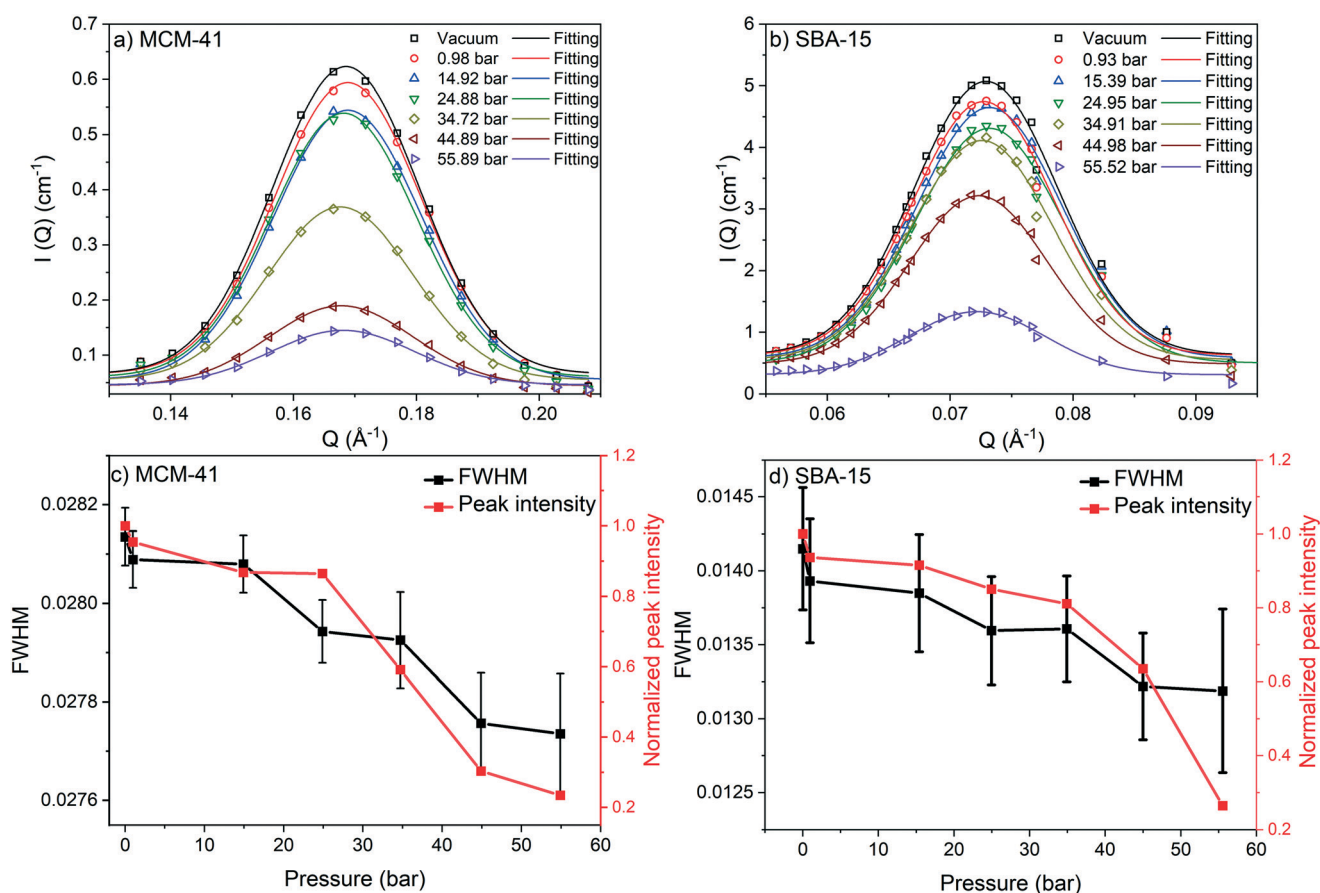 a) MCM-41
Vacuum Fitting
0.98 bar Fitting
14.92 bar Fitting
24.88 bar Fitting
34.72 bar Fitting
44.89 bar Fitting
55.89 bar Fitting
0.7
0.6
0.5
0.4
0.3
0.2
0.1
I (Q) (cm⁻¹)
0.14 0.16 0.18 0.20
Q (Å⁻¹)
b) SBA-15
Vacuum Fitting
0.93 bar Fitting
15.39 bar Fitting
24.95 bar Fitting
34.91 bar Fitting
44.98 bar Fitting
55.52 bar Fitting
6
5
4
3
2
1
0
I (Q) (cm⁻¹)
0.06 0.07 0.08 0.09
Q (Å⁻¹)
c) MCM-41
FWHM
Peak intensity
0.0282
0.0280
0.0278
0.0276
FWHM
1.2
1.0
0.8
0.6
0.4
0.2
Normalized peak intensity
0 10 20 30 40 50 60
Pressure (bar)
d) SBA-15
FWHM
Peak intensity
0.0145
0.0140
0.0135
0.0130
0.0125
FWHM
1.2
1.0
0.8
0.6
0.4
0.2
Normalized peak intensity
0 10 20 30 40 50 60
Pressure (bar)